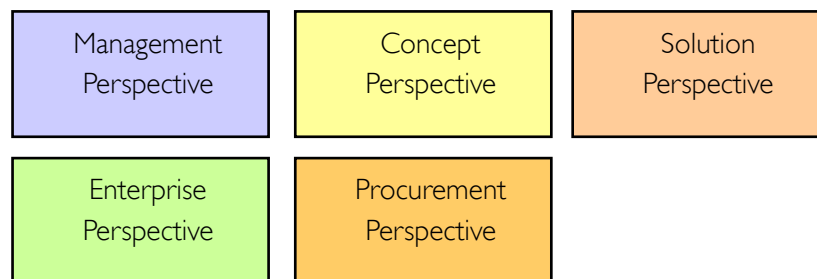 Management
Perspective
Concept
Perspective
Solution
Perspective
Enterprise
Perspective
Procurement
Perspective